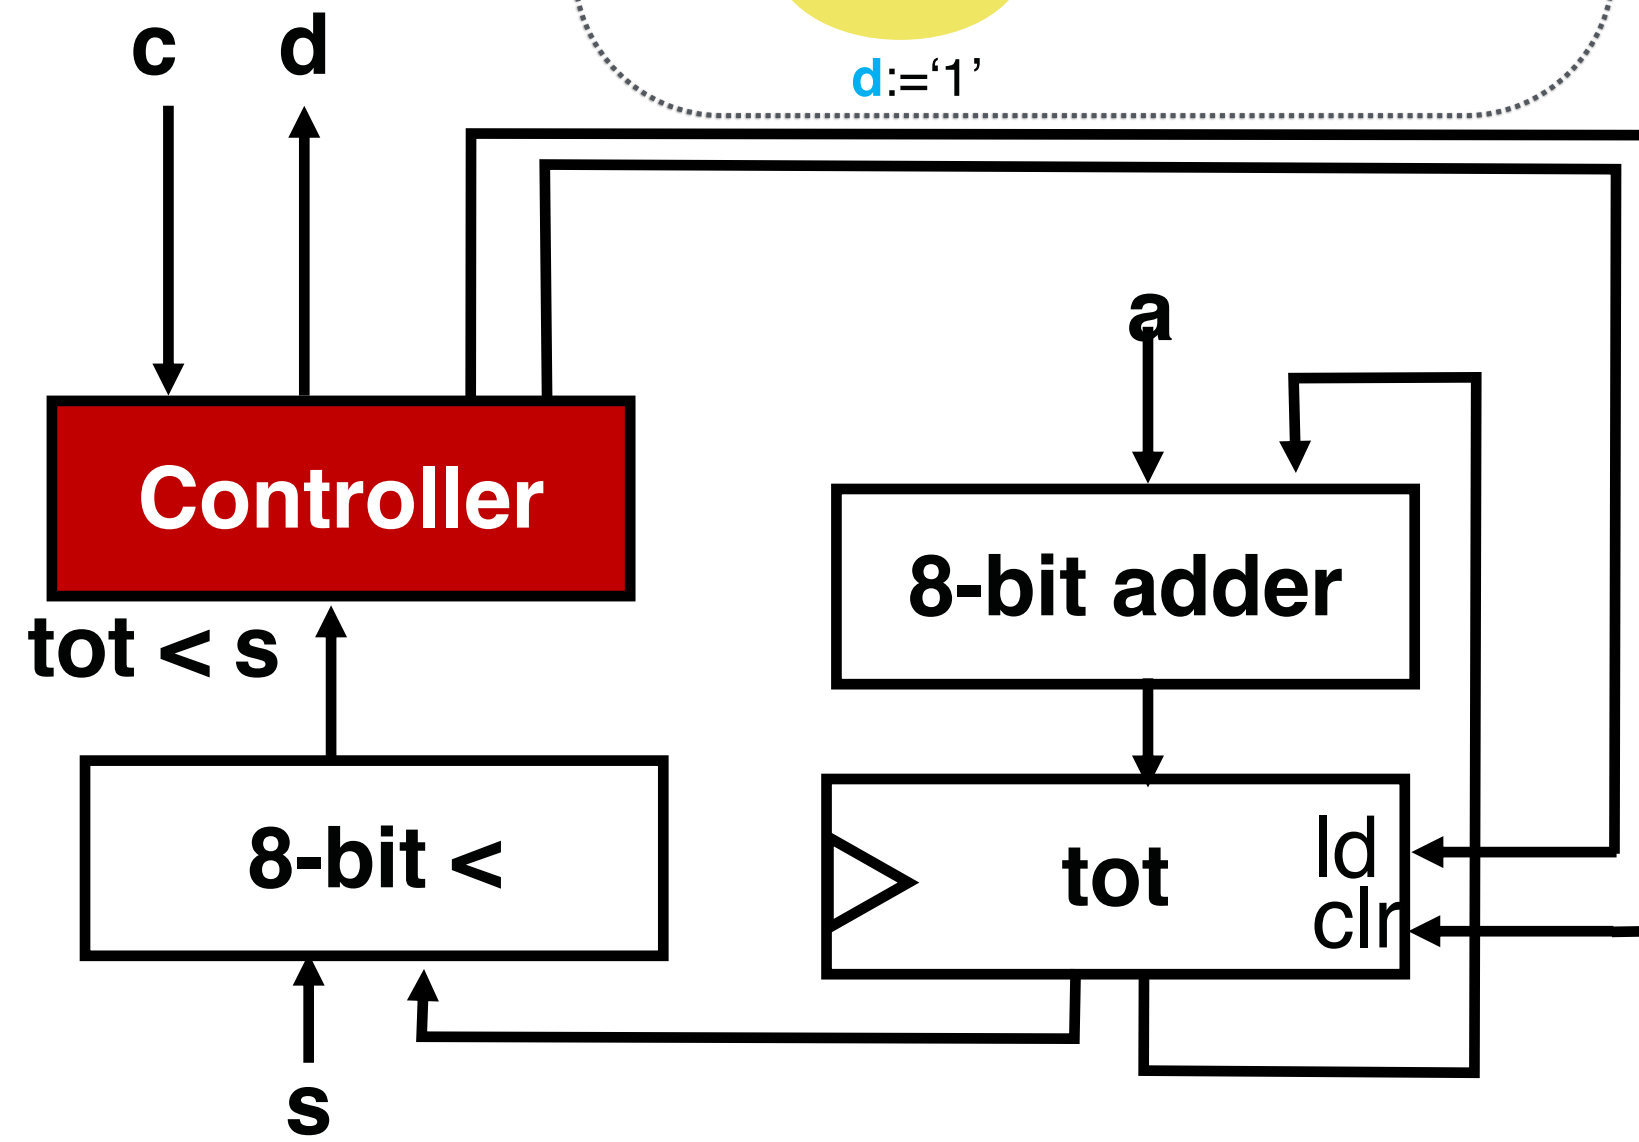 c d
d:=‘1’
a
Controller
8-bit adder
tot < s
8-bit <
tot
ld
clr
s